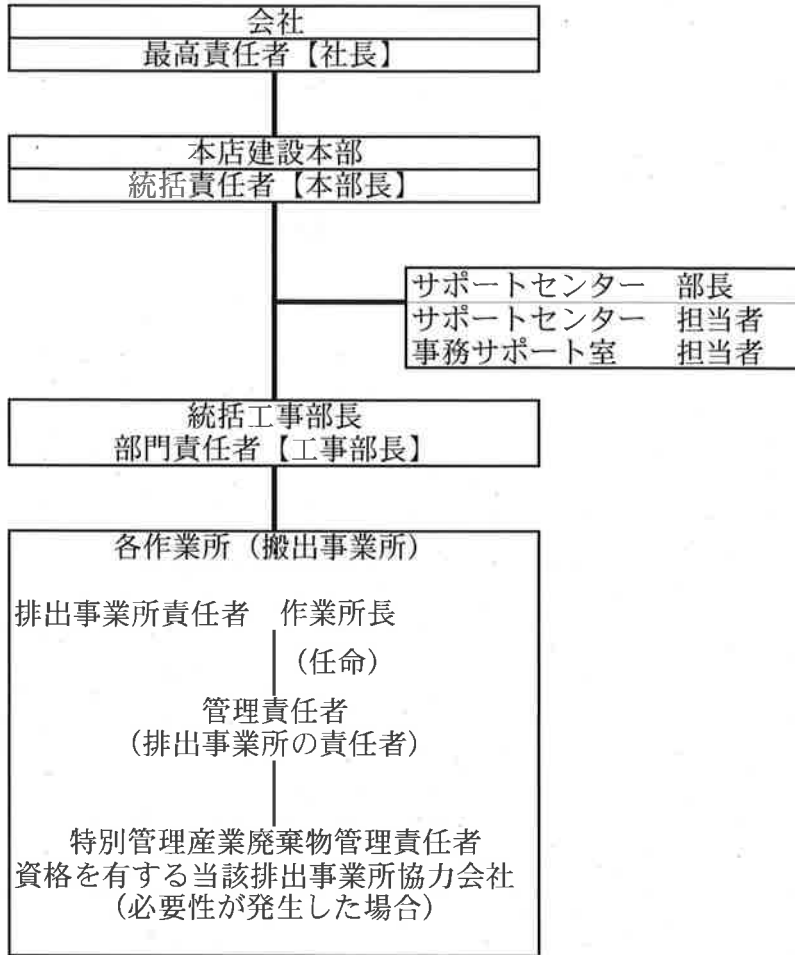 会社
最高責任者【社長】
本店建設本部
統括責任者【本部長】
サポートセンター　部長
サポートセンター　担当者
事務サポート室　担当者
統括工事部長
部門責任者【工事部長】
各作業所（搬出事業所）
排出事業所責任者　作業所長
（任命）
管理責任者
（排出事業所の責任者）
特別管理産業廃棄物管理責任者
資格を有する当該排出事業所協力会社
（必要性が発生した場合）